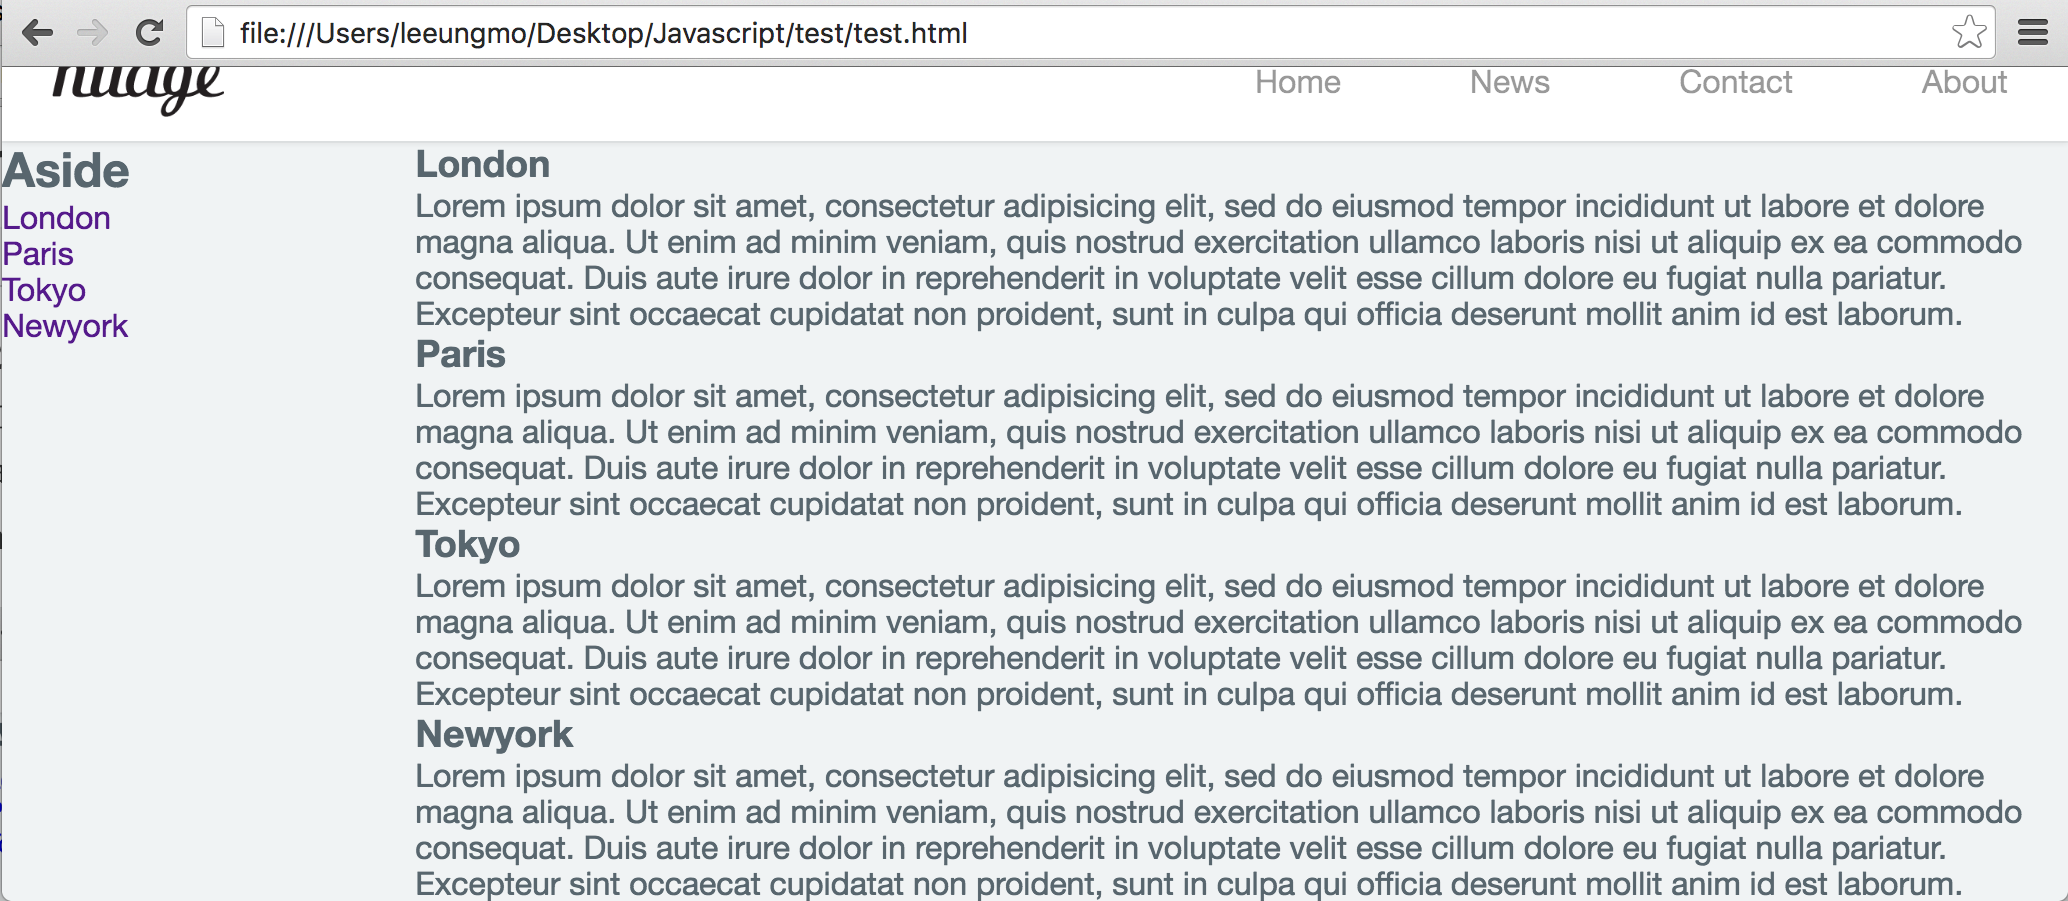 file:///Users/leeungmo/Desktop/Javascript/test/test.html
nuage
Home News Contact About
Aside
London
Paris
Tokyo
Newyork
London
Lorem ipsum dolor sit amet, consectetur adipisicing elit, sed do eiusmod tempor incididunt ut labore et dolore
magna aliqua. Ut enim ad minim veniam, quis nostrud exercitation ullamco laboris nisi ut aliquip ex ea commodo
consequat. Duis aute irure dolor in reprehenderit in voluptate velit esse cillum dolore eu fugiat nulla pariatur.
Excepteur sint occaecat cupidatat non proident, sunt in culpa qui officia deserunt mollit anim id est laborum.
Paris
Lorem ipsum dolor sit amet, consectetur adipisicing elit, sed do eiusmod tempor incididunt ut labore et dolore
magna aliqua. Ut enim ad minim veniam, quis nostrud exercitation ullamco laboris nisi ut aliquip ex ea commodo
consequat. Duis aute irure dolor in reprehenderit in voluptate velit esse cillum dolore eu fugiat nulla pariatur.
Excepteur sint occaecat cupidatat non proident, sunt in culpa qui officia deserunt mollit anim id est laborum.
Tokyo
Lorem ipsum dolor sit amet, consectetur adipisicing elit, sed do eiusmod tempor incididunt ut labore et dolore
magna aliqua. Ut enim ad minim veniam, quis nostrud exercitation ullamco laboris nisi ut aliquip ex ea commodo
consequat. Duis aute irure dolor in reprehenderit in voluptate velit esse cillum dolore eu fugiat nulla pariatur.
Excepteur sint occaecat cupidatat non proident, sunt in culpa qui officia deserunt mollit anim id est laborum.
Newyork
Lorem ipsum dolor sit amet, consectetur adipisicing elit, sed do eiusmod tempor incididunt ut labore et dolore
magna aliqua. Ut enim ad minim veniam, quis nostrud exercitation ullamco laboris nisi ut aliquip ex ea commodo
consequat. Duis aute irure dolor in reprehenderit in voluptate velit esse cillum dolore eu fugiat nulla pariatur.
Excepteur sint occaecat cupidatat non proident, sunt in culpa qui officia deserunt mollit anim id est laborum.